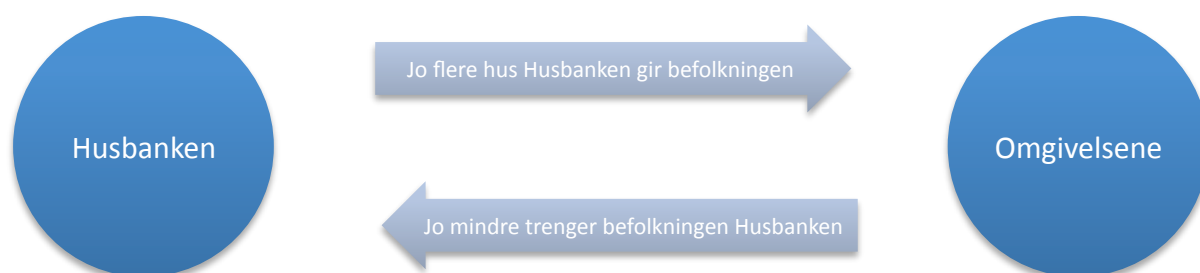 Jo flere hus Husbanken gir befolkningen
Husbanken
Omgivelsene
Jo mindre trenger befolkningen Husbanken